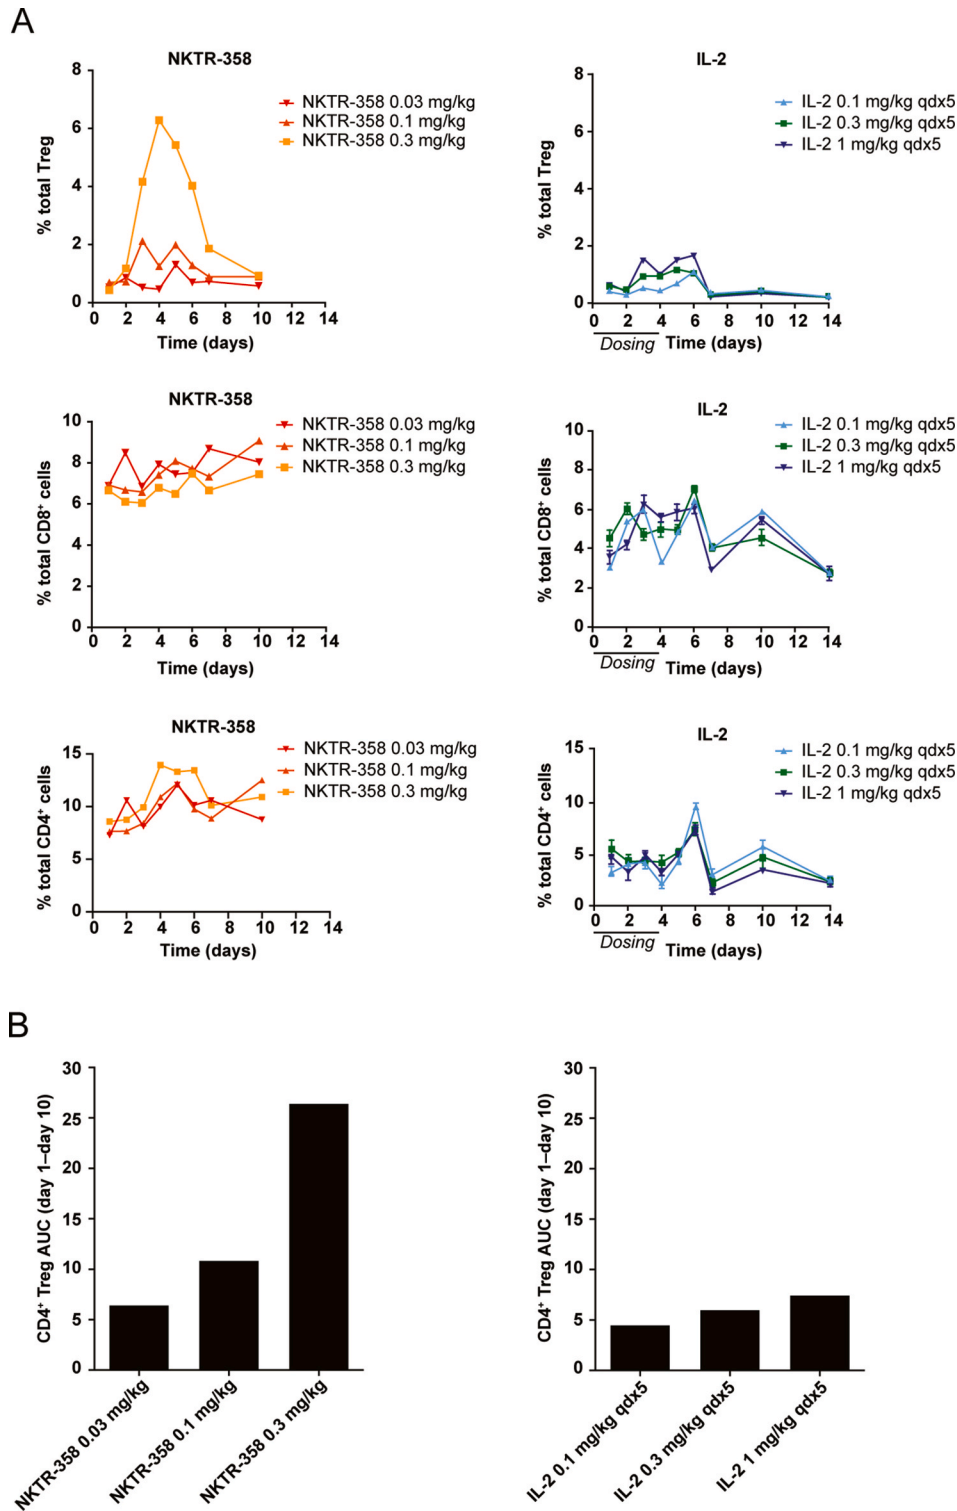 A
NKTR-358
% total Treg
8
6
4
2
0
0 2 4 6 8 10 12 14
Time (days)
NKTR-358 0.03 mg/kg
NKTR-358 0.1 mg/kg
NKTR-358 0.3 mg/kg
IL-2
% total Treg
8
6
4
2
0
0 2 4 6 8 10 12 14
Dosing Time (days)
IL-2 0.1 mg/kg qdx5
IL-2 0.3 mg/kg qdx5
IL-2 1 mg/kg qdx5
NKTR-358
% total CD8⁺ cells
10
8
6
4
2
0
0 2 4 6 8 10 12 14
Time (days)
NKTR-358 0.03 mg/kg
NKTR-358 0.1 mg/kg
NKTR-358 0.3 mg/kg
IL-2
% total CD8⁺ cells
10
8
6
4
2
0
0 2 4 6 8 10 12 14
Dosing Time (days)
IL-2 0.1 mg/kg qdx5
IL-2 0.3 mg/kg qdx5
IL-2 1 mg/kg qdx5
NKTR-358
% total CD4⁺ cells
15
10
5
0
0 2 4 6 8 10 12 14
Time (days)
NKTR-358 0.03 mg/kg
NKTR-358 0.1 mg/kg
NKTR-358 0.3 mg/kg
IL-2
% total CD4⁺ cells
15
10
5
0
0 2 4 6 8 10 12 14
Dosing Time (days)
IL-2 0.1 mg/kg qdx5
IL-2 0.3 mg/kg qdx5
IL-2 1 mg/kg qdx5
B
CD4⁺ Treg AUC (day 1–day 10)
30
25
20
15
10
5
0
NKTR-358 0.03 mg/kg
NKTR-358 0.1 mg/kg
NKTR-358 0.3 mg/kg
CD4⁺ Treg AUC (day 1–day 10)
30
25
20
15
10
5
0
IL-2 0.1 mg/kg qdx5
IL-2 0.3 mg/kg qdx5
IL-2 1 mg/kg qdx5